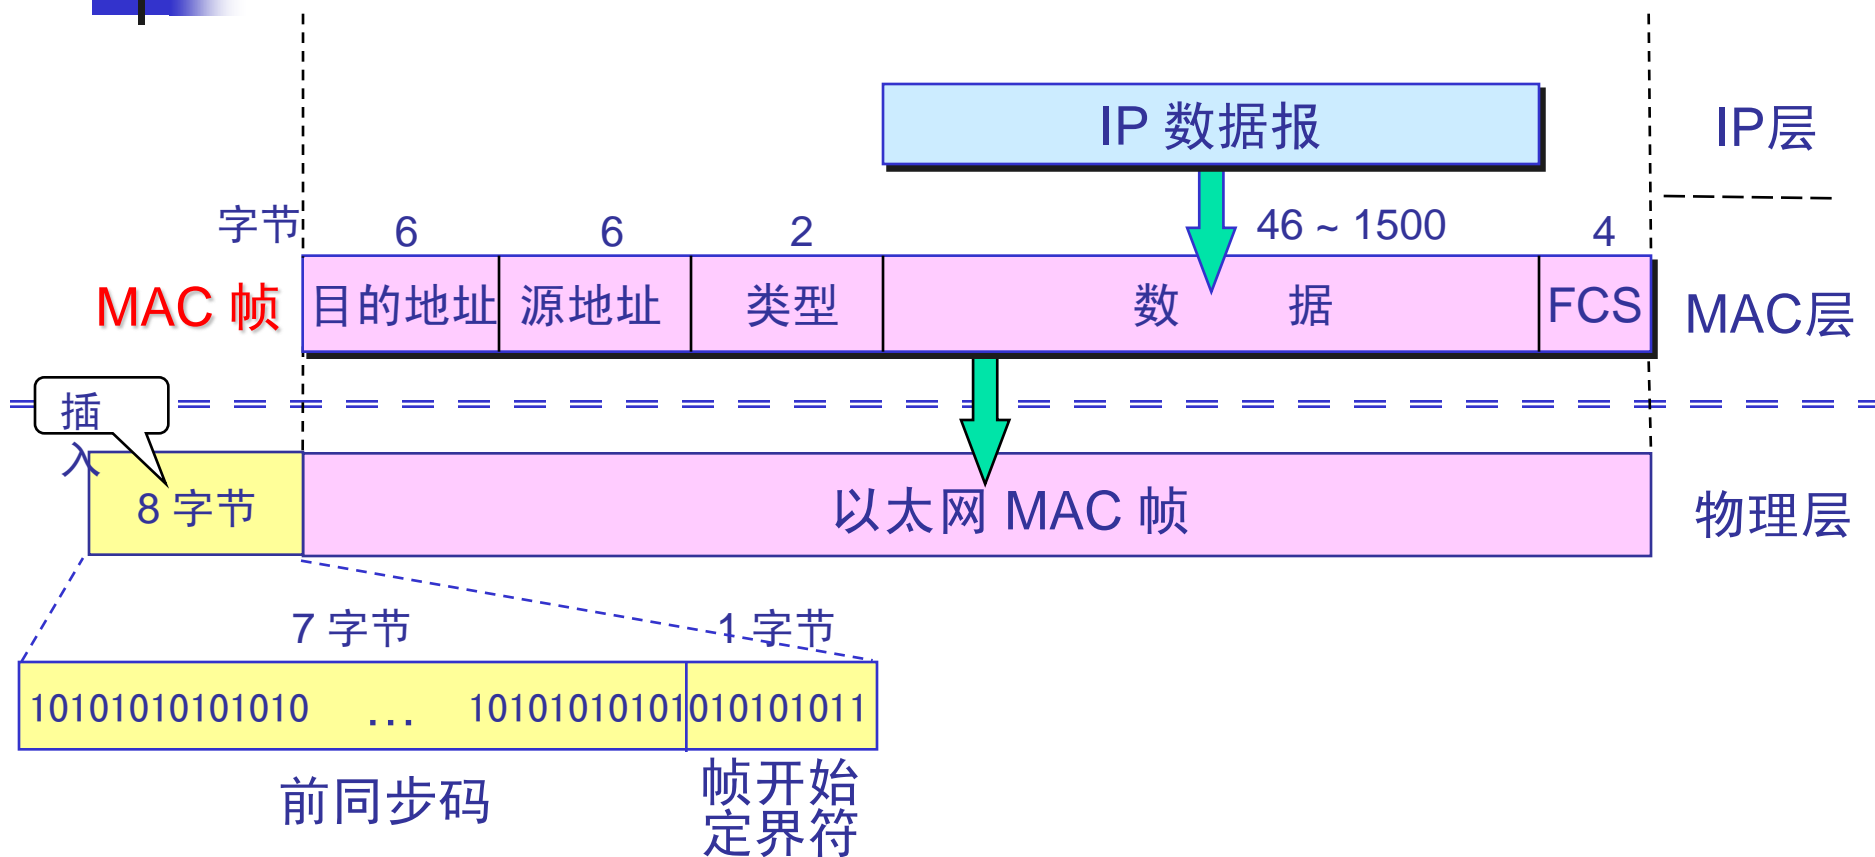 IP 数据报
IP层
字节
6
6
2
46 ~ 1500
4
MAC 帧
目的地址
源地址
类型
数 据
FCS
MAC层
插
入
8 字节
以太网 MAC 帧
物理层
7 字节
1 字节
10101010101010 … 10101010101010101011
前同步码
帧开始
定界符